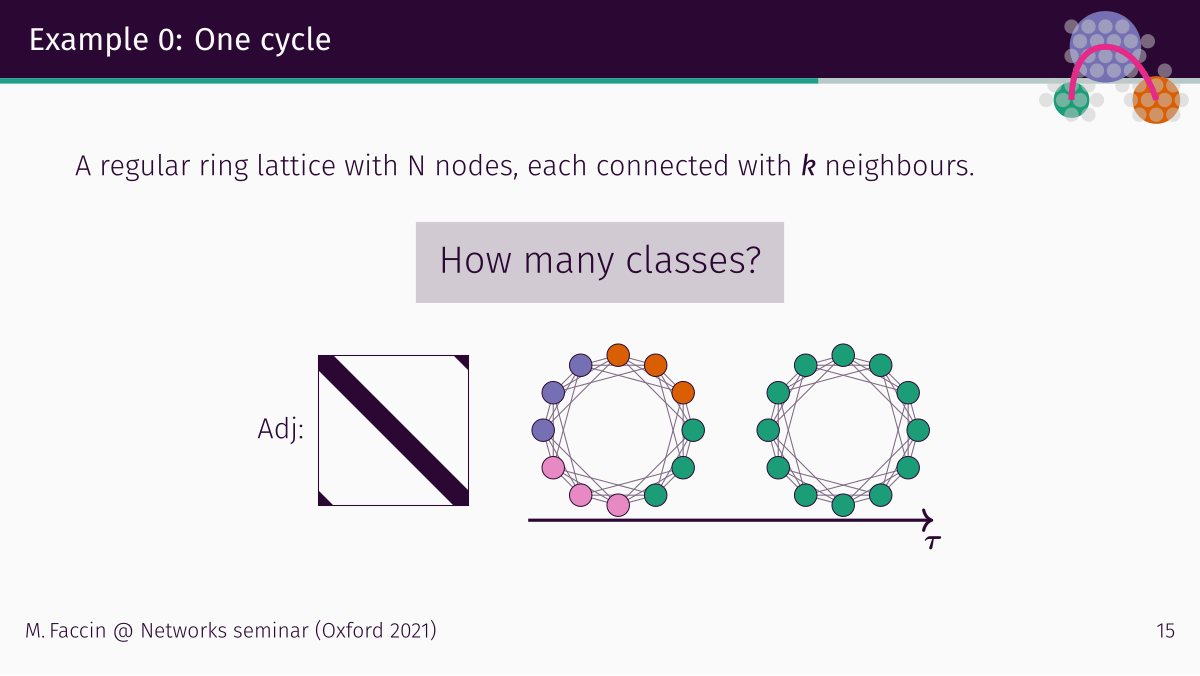 Example 0: One cycle
A regular ring lattice with N nodes, each connected with k neighbours.
How many classes?
Adj:
τ
M. Faccin @ Networks seminar (Oxford 2021)
15